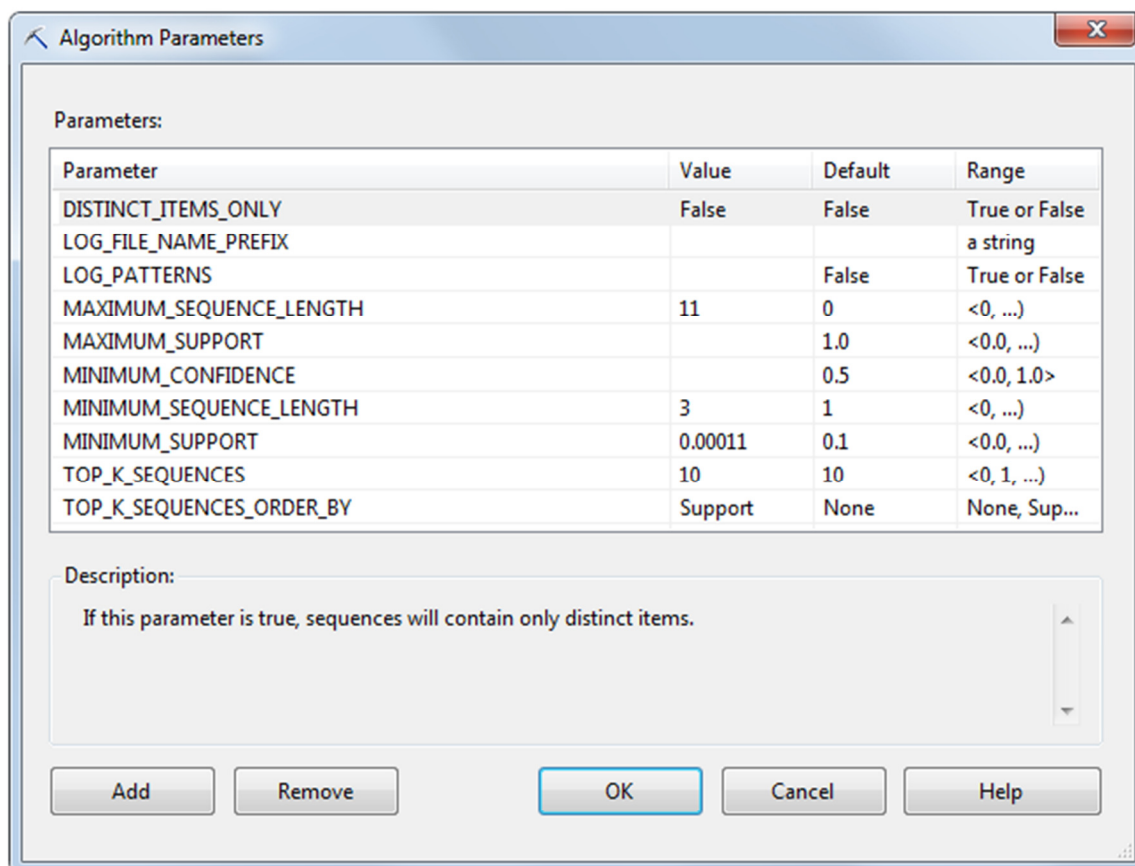 Algorithm Parameters
Parameters:
Parameter Value Default Range
DISTINCT_ITEMS_ONLY False False True or False
LOG_FILE_NAME_PREFIX a string
LOG_PATTERNS False True or False
MAXIMUM_SEQUENCE_LENGTH 11 0 <0, ...)
MAXIMUM_SUPPORT 1.0 <0.0, ...)
MINIMUM_CONFIDENCE 0.5 <0.0, 1.0>
MINIMUM_SEQUENCE_LENGTH 3 1 <0, ...)
MINIMUM_SUPPORT 0.00011 0.1 <0.0, ...)
TOP_K_SEQUENCES 10 10 <0, 1, ...)
TOP_K_SEQUENCES_ORDER_BY Support None None, Sup...
Description:
If this parameter is true, sequences will contain only distinct items.
Add Remove OK Cancel Help